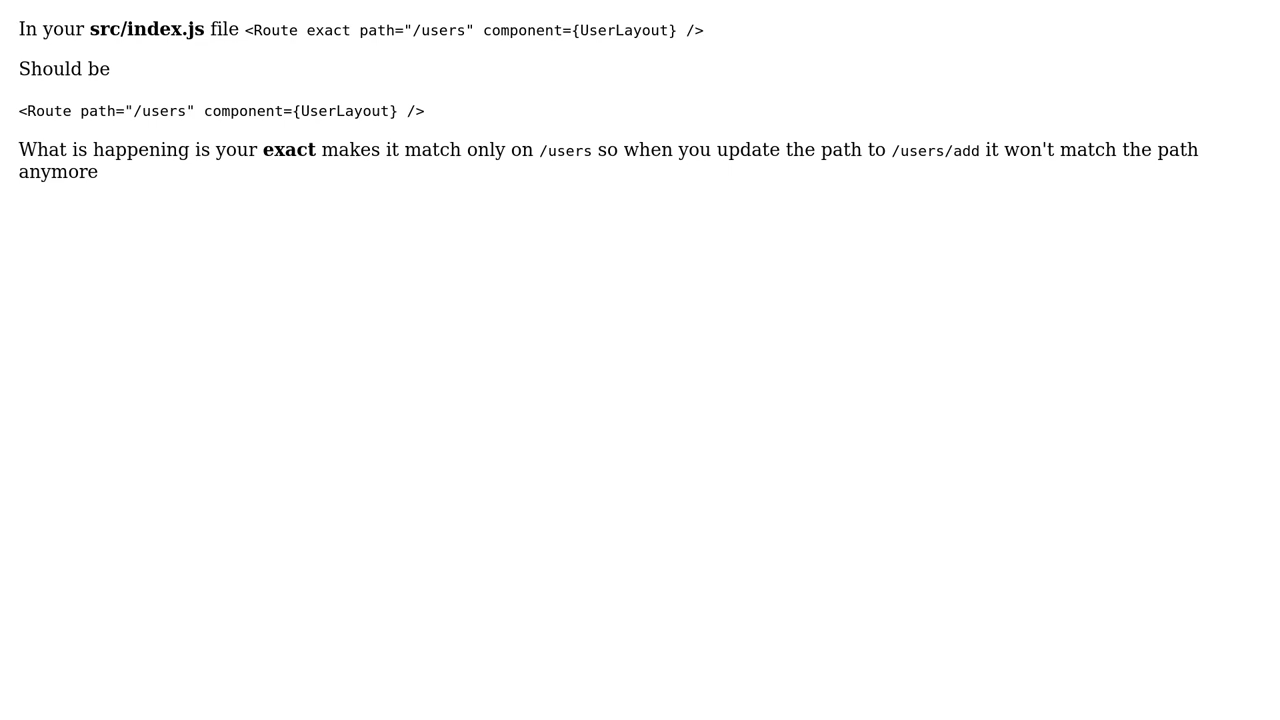 In your src/index.js file <Route exact path="/users" component={UserLayout} />
Should be
<Route path="/users" component={UserLayout} />
What is happening is your exact makes it match only on /users so when you update the path to /users/add it won't match the path
anymore